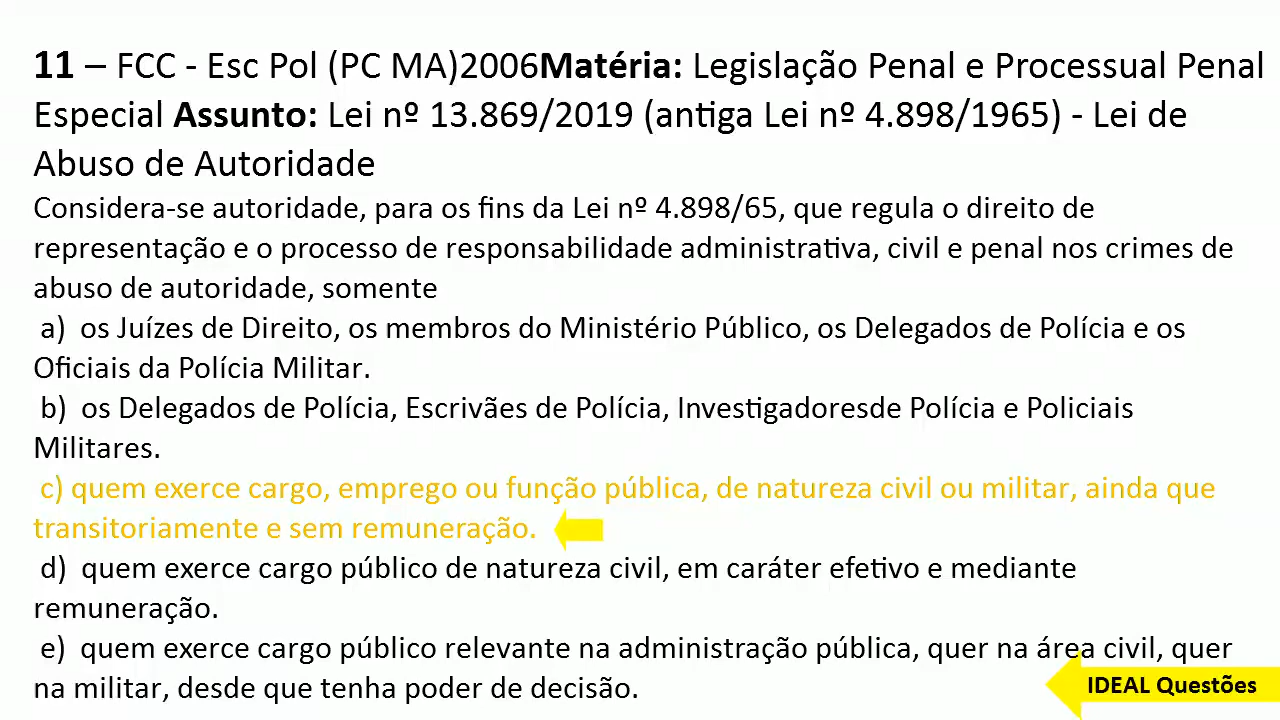 11 – FCC - Esc Pol (PC MA)2006Matéria: Legislação Penal e Processual Penal
Especial Assunto: Lei nº 13.869/2019 (antiga Lei nº 4.898/1965) - Lei de
Abuso de Autoridade
Considera-se autoridade, para os fins da Lei nº 4.898/65, que regula o direito de
representação e o processo de responsabilidade administrativa, civil e penal nos crimes de
abuso de autoridade, somente
a) os Juízes de Direito, os membros do Ministério Público, os Delegados de Polícia e os
Oficiais da Polícia Militar.
b) os Delegados de Polícia, Escrivães de Polícia, Investigadoresde Polícia e Policiais
Militares.
c) quem exerce cargo, emprego ou função pública, de natureza civil ou militar, ainda que
transitoriamente e sem remuneração.
d) quem exerce cargo público de natureza civil, em caráter efetivo e mediante
remuneração.
e) quem exerce cargo público relevante na administração pública, quer na área civil, quer
na militar, desde que tenha poder de decisão.
IDEAL Questões